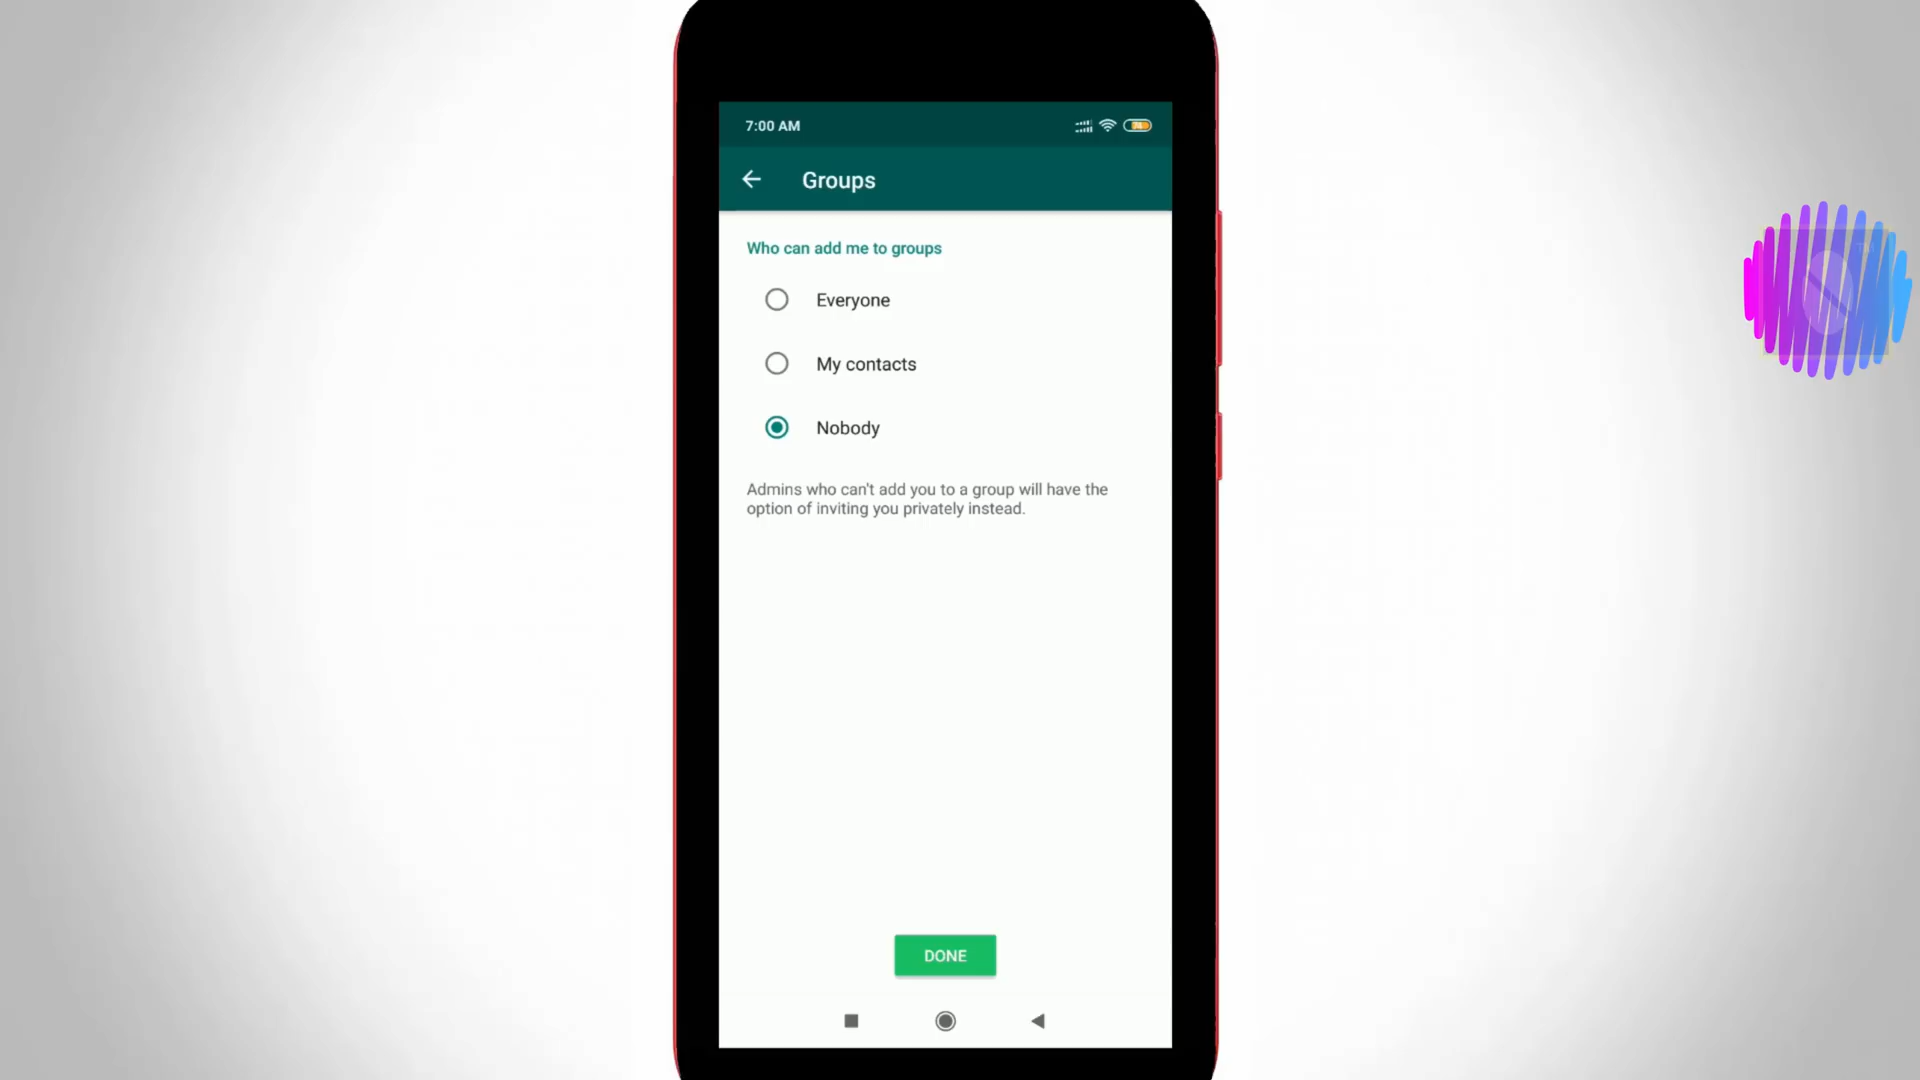 7:00 AM
Groups
Who can add me to groups
Everyone
My contacts
Nobody
Admins who can't add you to a group will have the
option of inviting you privately instead.
DONE